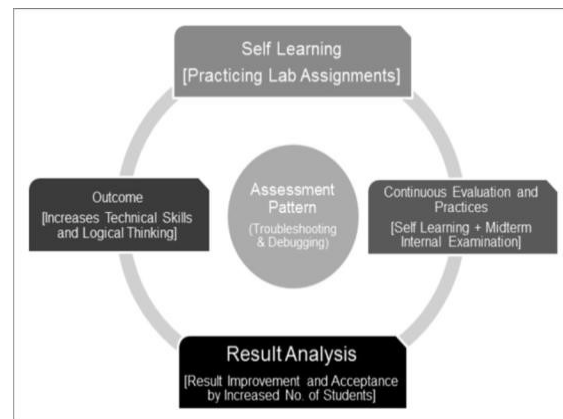 Self Learning
[Practicing Lab Assignments]
Outcome
[Increases Technical Skills
and Logical Thinking]
Assessment
Pattern
(Troubleshooting
& Debugging)
Continuous Evaluation and
Practices
[Self Learning + Midterm
Internal Examination]
Result Analysis
[Result Improvement and Acceptance
by Increased No. of Students]